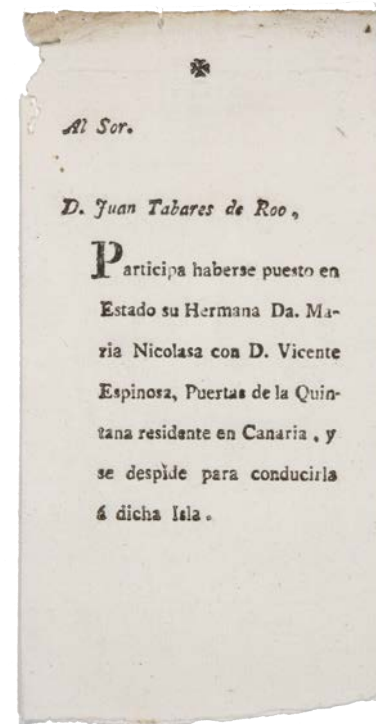 ✠
Al Sor.
D. Juan Tabares de Roo,
Participa haberse puesto en
Estado su Hermana Da. Ma-
ria Nicolasa con D. Vicente
Espinosa, Puertas de la Quin-
tana residente en Canaria, y
se despide para conducirla
á dicha Isla.